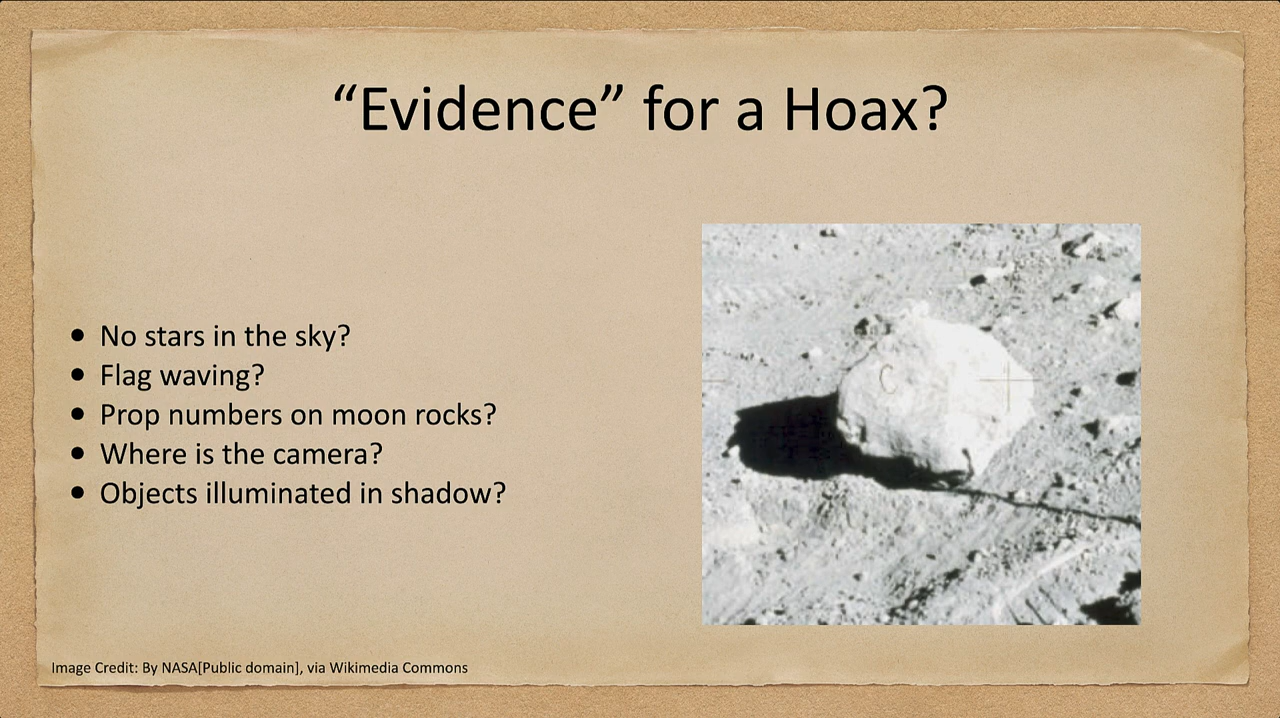 “Evidence” for a Hoax?
• No stars in the sky?
• Flag waving?
• Prop numbers on moon rocks?
• Where is the camera?
• Objects illuminated in shadow?
C
Image Credit: By NASA[Public domain], via Wikimedia Commons